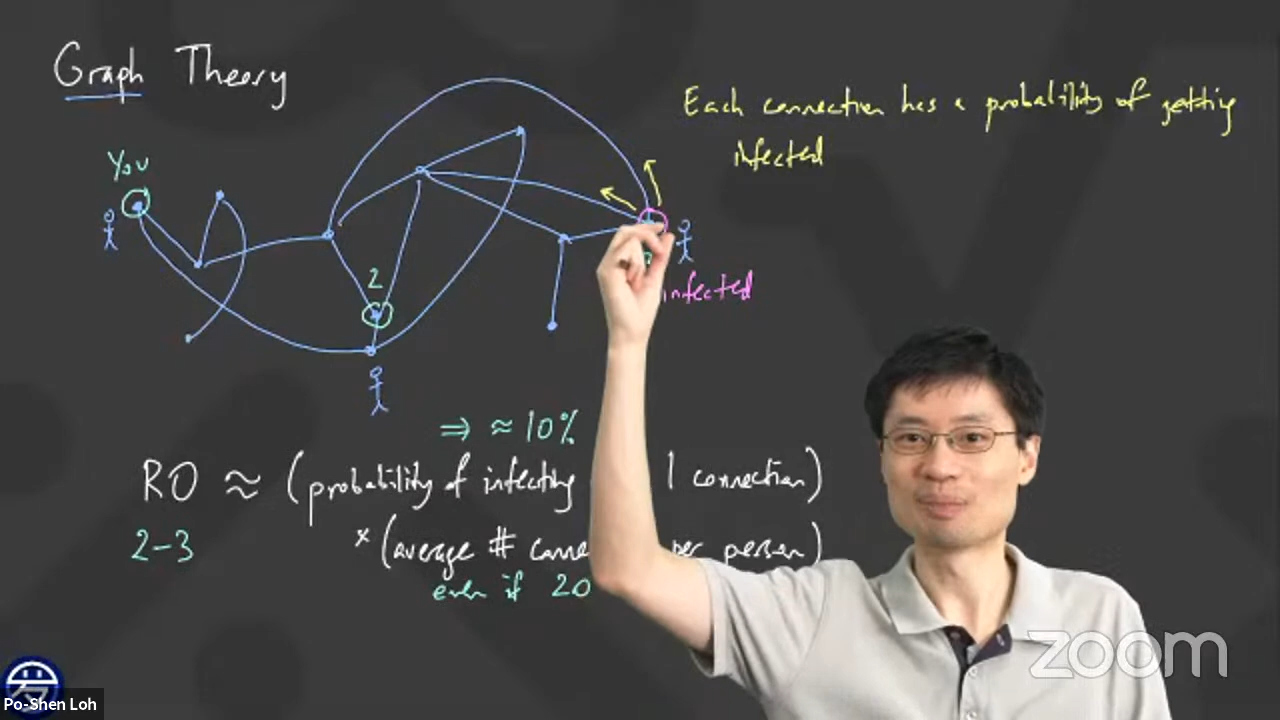 Graph Theory
Each connection has a probability of getting
infected
You
2
infected
⇒ ≈ 10%
RO ≈ (probability of infecting 1 connection)
2-3
* (average # conne per person)
even if 20
zoom
Po-Shen Loh